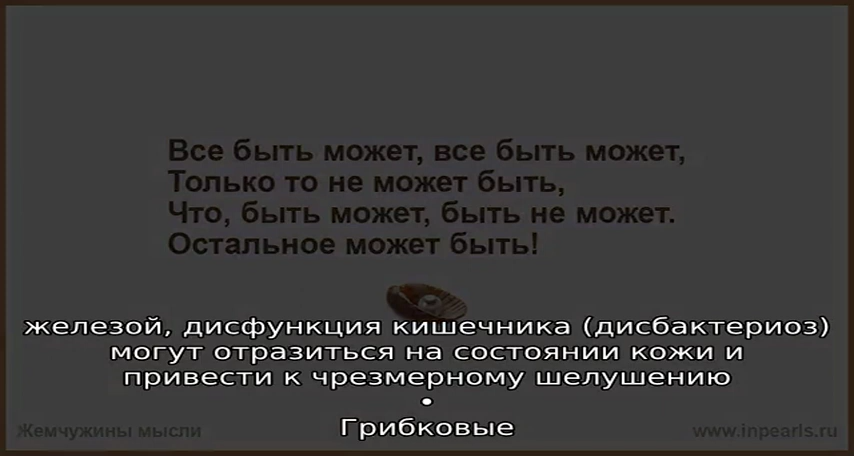 Все быть может, все быть может,
Только то не может быть,
Что, быть может, быть не может.
Остальное может быть!
железой, дисфункция кишечника (дисбактериоз)
могут отразиться на состоянии кожи и
привести к чрезмерному шелушению
•
Грибковые
Жемчужины мысли
www.inpearls.ru